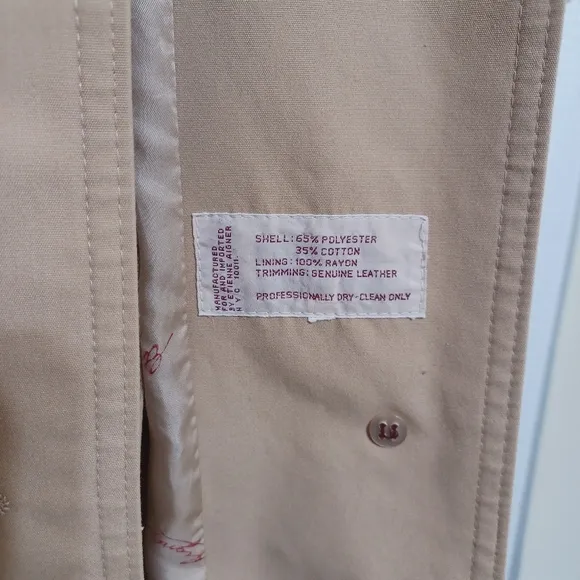 MANUFACTURED
FOR AND IMPORTED
BY ETIENNE AIGNER
N Y C 10011
SHELL: 65% POLYESTER
35% COTTON
LINING: 100% RAYON
TRIMMING: GENUINE LEATHER
PROFESSIONALLY DRY-CLEAN ONLY